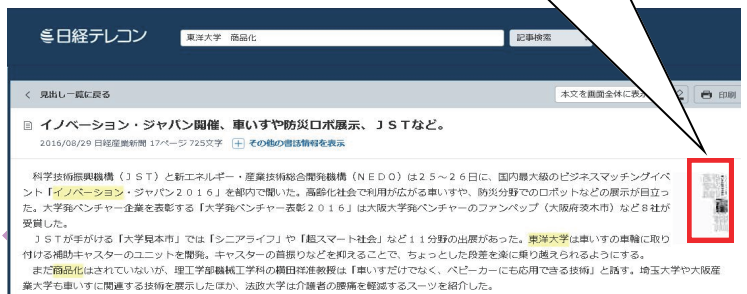 日経テレコン
東洋大学 商品化
記事検索
< 見出し一覧に戻る
本文を画面全体に表
印刷
イノベーション・ジャパン開催、車いすや防災ロボ展示、ＪＳＴなど。
2016/08/29 日経産業新聞 17ページ 725文字 + その他の書誌情報を表示
科学技術振興機構（ＪＳＴ）と新エネルギー・産業技術総合開発機構（ＮＥＤＯ）は２５～２６日に、国内最大級のビジネスマッチングイベ
ント「イノベーション・ジャパン２０１６」を都内で開いた。高齢化社会で利用が広がる車いすや、防災分野でのロボットなどの展示が目立っ
た。大学発ベンチャー企業を表彰する「大学発ベンチャー表彰２０１６」は大阪大学発ベンチャーのファンペップ（大阪府茨木市）など８社が
受賞した。
ＪＳＴが手がける「大学見本市」では「シニアライフ」や「超スマート社会」など１１分野の出展があった。東洋大学は車いすの車輪に取り
付ける補助キャスターのユニットを開発。キャスターの首振りなどを抑えることで、ちょっとした段差を楽に乗り越えられるようにする。
まだ商品化はされていないが、理工学部機械工学科の横田祥准教授は「車いすだけでなく、ベビーカーにも応用できる技術」と話す。埼玉大学や大阪産
業大学も車いすに関連する技術を展示したほか、法政大学は介護者の腰痛を軽減するスーツを紹介した。